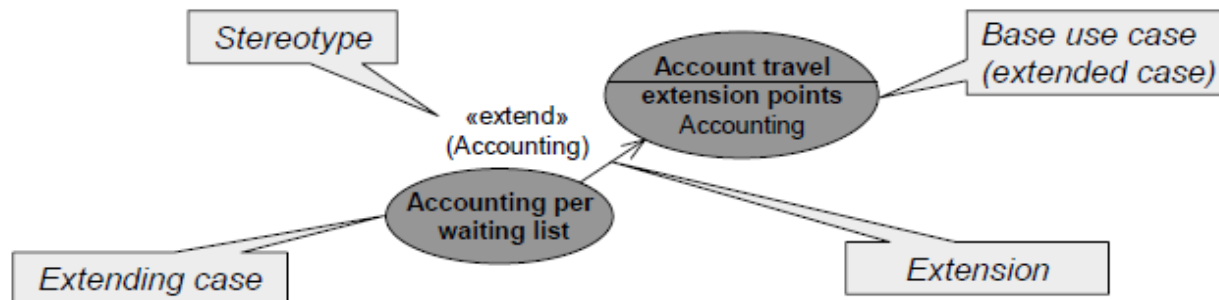 Stereotype
Base use case
(extended case)
Account travel
extension points
Accounting
«extend»
(Accounting)
Accounting per
waiting list
Extending case
Extension